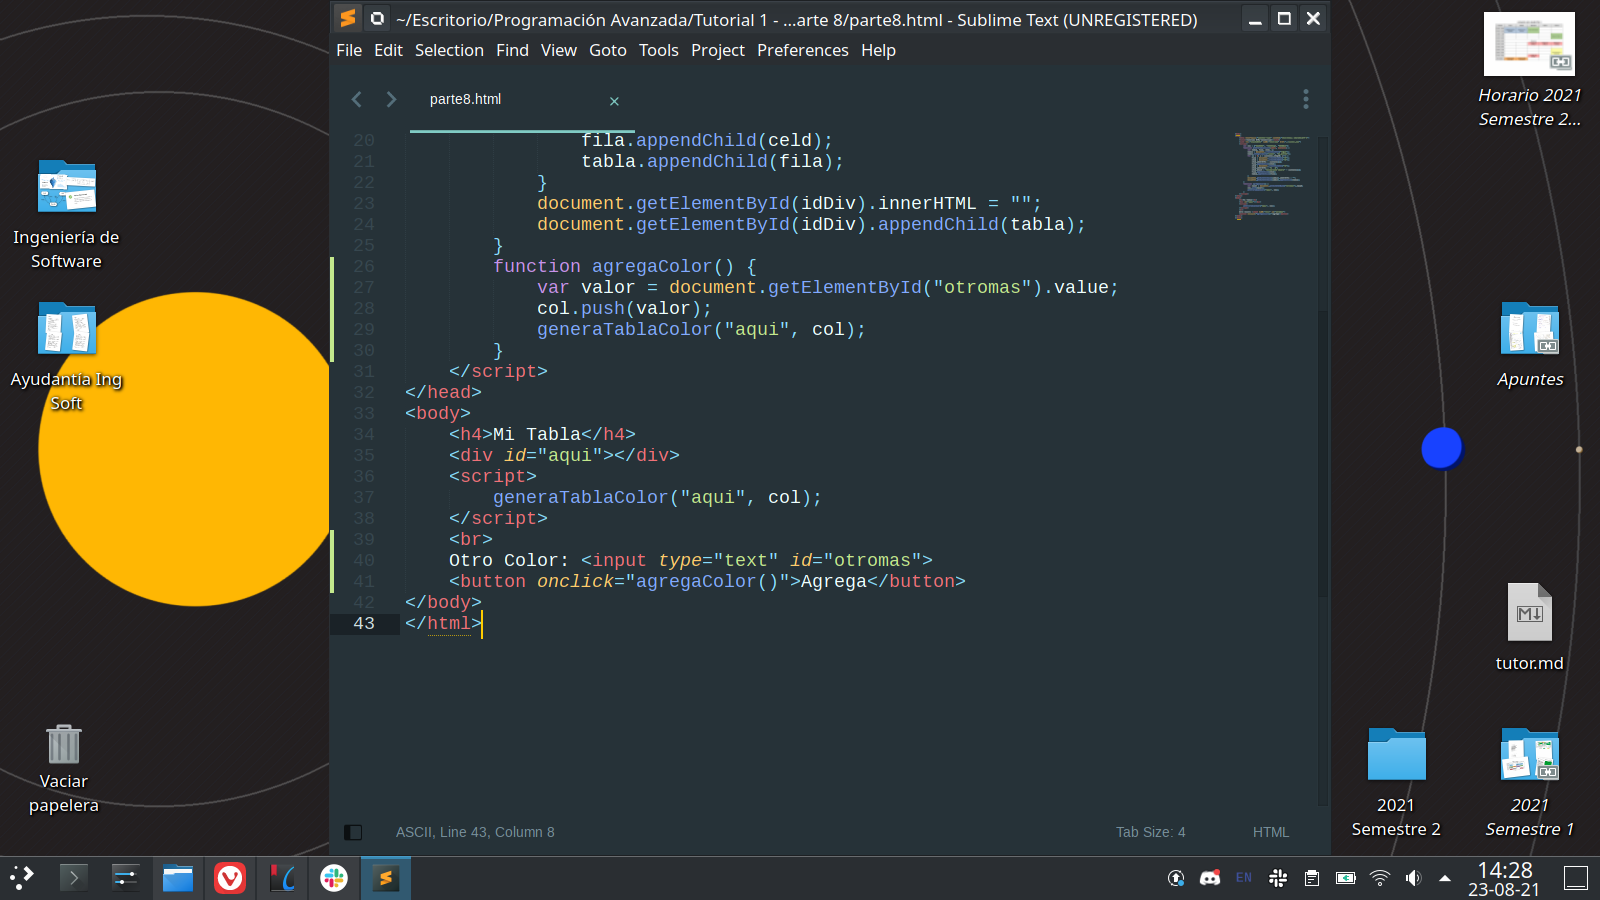 ~/Escritorio/Programación Avanzada/Tutorial 1 - ...arte 8/parte8.html - Sublime Text (UNREGISTERED)
File Edit Selection Find View Goto Tools Project Preferences Help
parte8.html
20 fila.appendChild(celd);
21 tabla.appendChild(fila);
22 }
23 document.getElementById(idDiv).innerHTML = "";
24 document.getElementById(idDiv).appendChild(tabla);
25 }
26 function agregaColor() {
27 var valor = document.getElementById("otromas").value;
28 col.push(valor);
29 generaTablaColor("aqui", col);
30 }
31 </script>
32 </head>
33 <body>
34 <h4>Mi Tabla</h4>
35 <div id="aqui"></div>
36 <script>
37 generaTablaColor("aqui", col);
38 </script>
39 <br>
40 Otro Color: <input type="text" id="otromas">
41 <button onclick="agregaColor()">Agrega</button>
42 </body>
43 </html>
ASCII, Line 43, Column 8
Tab Size: 4
HTML
Ingeniería de
Software
Ayudantía Ing
Soft
Vaciar
papelera
Horario 2021
Semestre 2...
Apuntes
tutor.md
2021
Semestre 2
2021
Semestre 1
EN
14:28
23-08-21